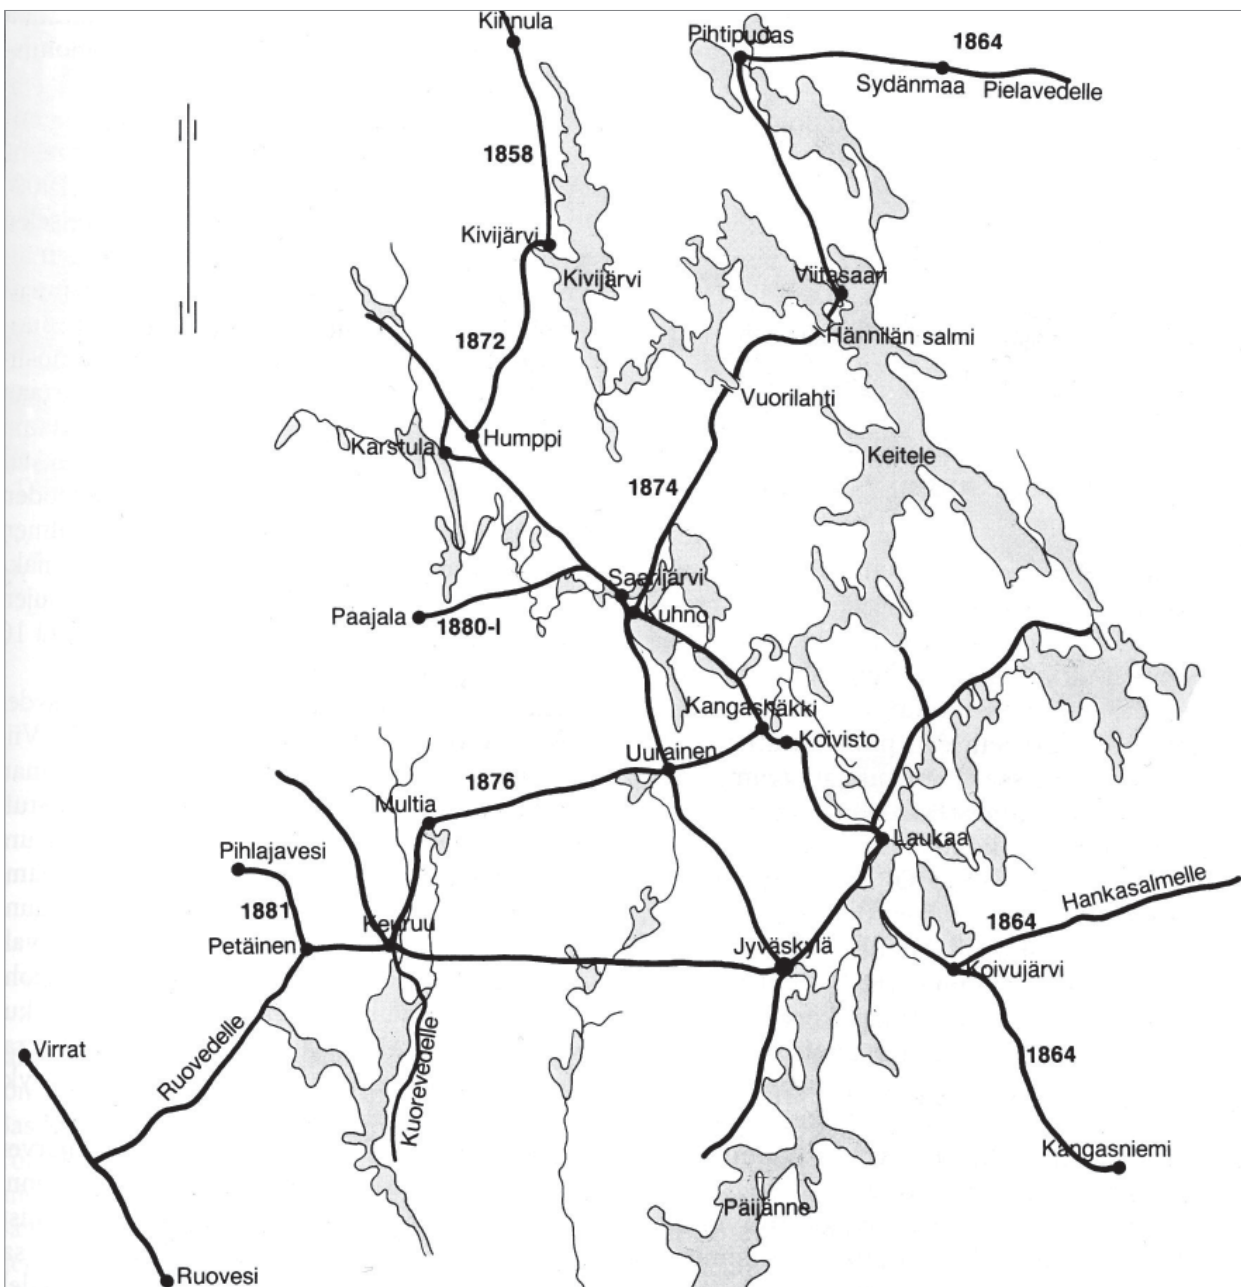 Kinnula
Pihtipudas
1864
Sydänmaa
Pielavedelle
1858
Kivijärvi
Kivijärvi
Viitasaari
1872
Hännilän salmi
Vuorilahti
Humppi
Karstula
Keitele
1874
Saarijärvi
Kuhno
Paajala
1880-l
Kangashäkki
Koivisto
Uurainen
1876
Multia
Laukaa
Pihlajavesi
Hankasalmelle
1881
1864
Keuruu
Petäinen
Jyväskylä
Koivujärvi
Ruovedelle
Kuorevedelle
Virrat
1864
Kangasniemi
Päijänne
Ruovesi